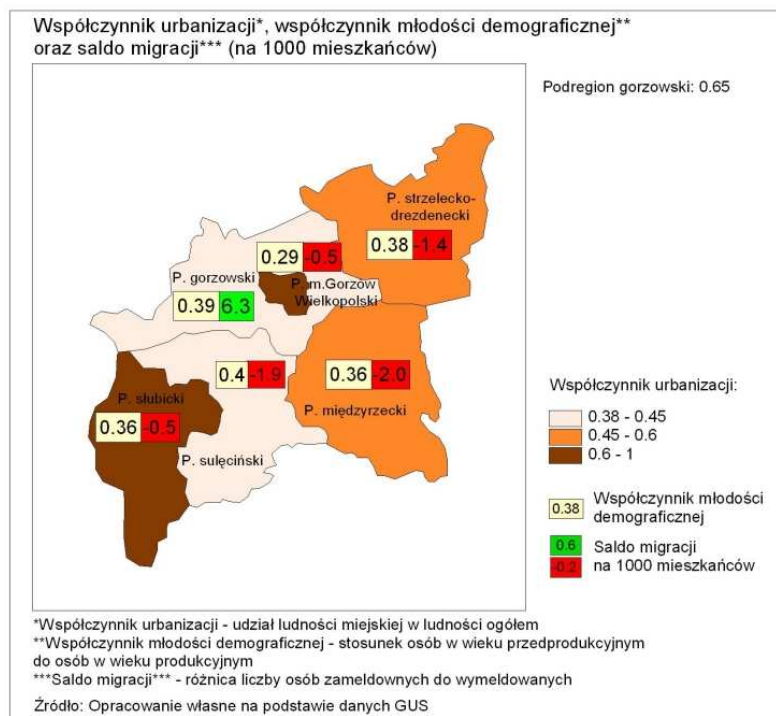 Współczynnik urbanizacji*, współczynnik młodości demograficznej**
oraz saldo migracji*** (na 1000 mieszkańców)
Podregion gorzowski: 0.65
P. strzelecko-
drezdenecki
0.38 -1.4
0.29 -0.5
P. gorzowski
P. m.Gorzów
Wielkopolski
0.39 6.3
0.4 -1.9
0.36 -2.0
P. słubicki
P. międzyrzecki
0.36 -0.5
P. sulęciński
Współczynnik urbanizacji:
0.38 - 0.45
0.45 - 0.6
0.6 - 1
0.38
Współczynnik młodości
demograficznej
0.6
Saldo migracji
-0.2
na 1000 mieszkańców
*Współczynnik urbanizacji - udział ludności miejskiej w ludności ogółem
**Współczynnik młodości demograficznej - stosunek osób w wieku przedprodukcyjnym
do osób w wieku produkcyjnym
***Saldo migracji*** - różnica liczby osób zameldownych do wymeldowanych
Źródło: Opracowanie własne na podstawie danych GUS